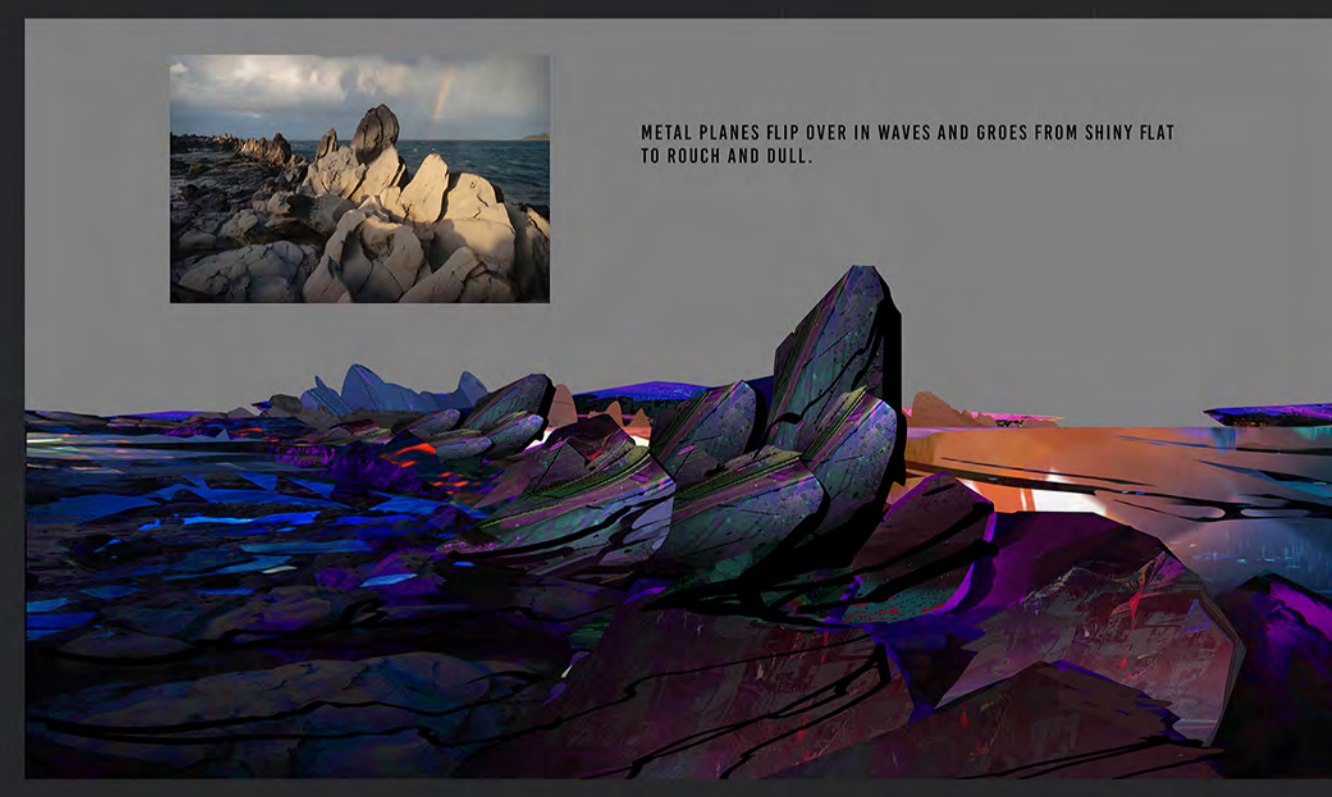 METAL PLANES FLIP OVER IN WAVES AND GROES FROM SHINY FLAT
TO ROUCH AND DULL.